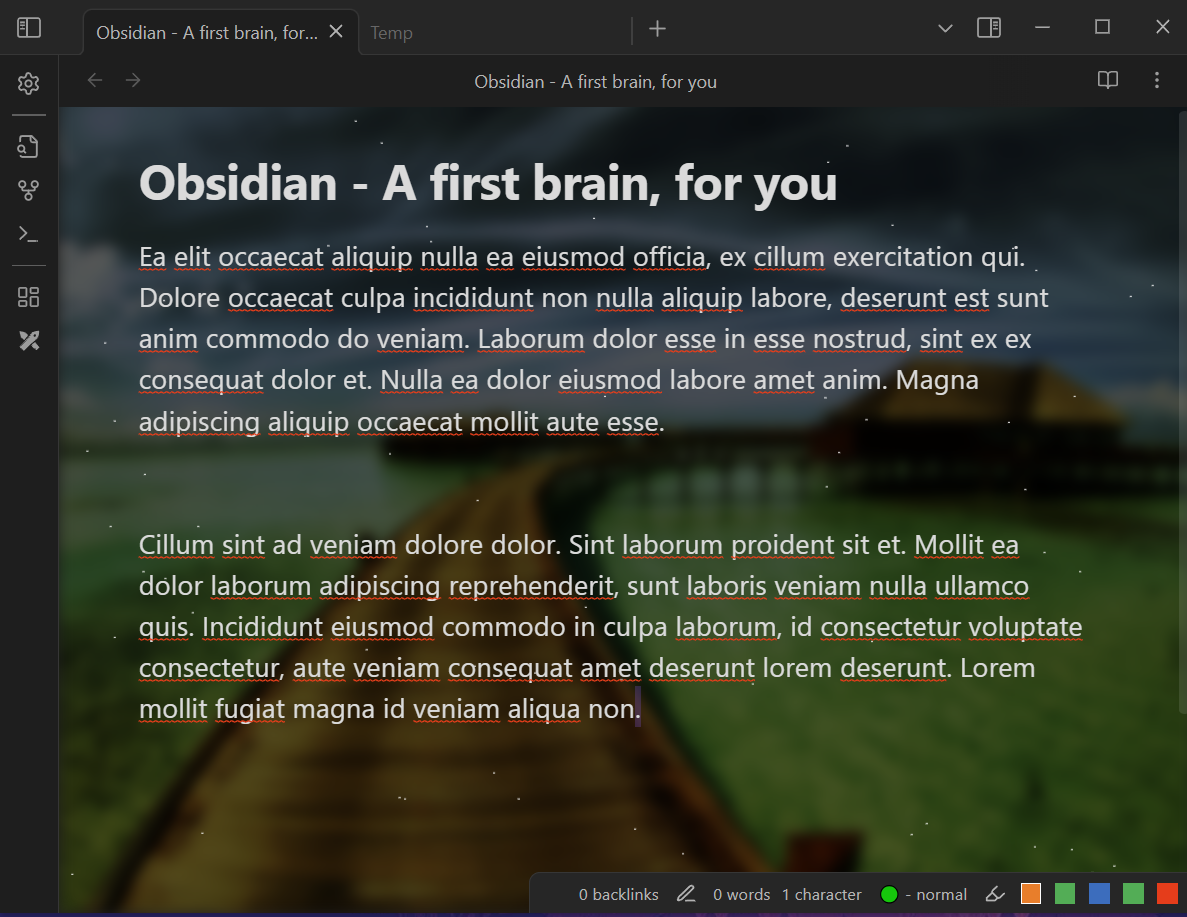 Obsidian - A first brain, for...
Temp
Obsidian - A first brain, for you
Obsidian - A first brain, for you
Ea elit occaecat aliquip nulla ea eiusmod officia, ex cillum exercitation qui.
Dolore occaecat culpa incididunt non nulla aliquip labore, deserunt est sunt
anim commodo do veniam. Laborum dolor esse in esse nostrud, sint ex ex
consequat dolor et. Nulla ea dolor eiusmod labore amet anim. Magna
adipiscing aliquip occaecat mollit aute esse.
Cillum sint ad veniam dolore dolor. Sint laborum proident sit et. Mollit ea
dolor laborum adipiscing reprehenderit, sunt laboris veniam nulla ullamco
quis. Incididunt eiusmod commodo in culpa laborum, id consectetur voluptate
consectetur, aute veniam consequat amet deserunt lorem deserunt. Lorem
mollit fugiat magna id veniam aliqua non.
0 backlinks 0 words 1 character - normal